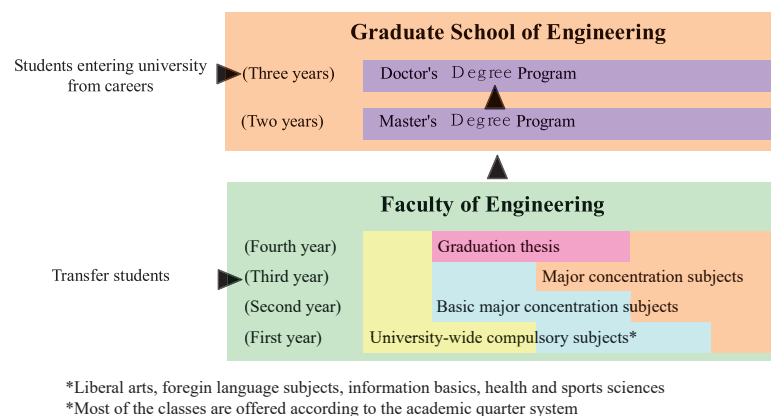 Graduate School of Engineering
Students entering university
from careers
(Three years) Doctor's Degree Program
(Two years) Master's Degree Program
Faculty of Engineering
(Fourth year) Graduation thesis
Transfer students
(Third year) Major concentration subjects
(Second year) Basic major concentration subjects
(First year) University-wide compulsory subjects*
*Liberal arts, foregin language subjects, information basics, health and sports sciences
*Most of the classes are offered according to the academic quarter system